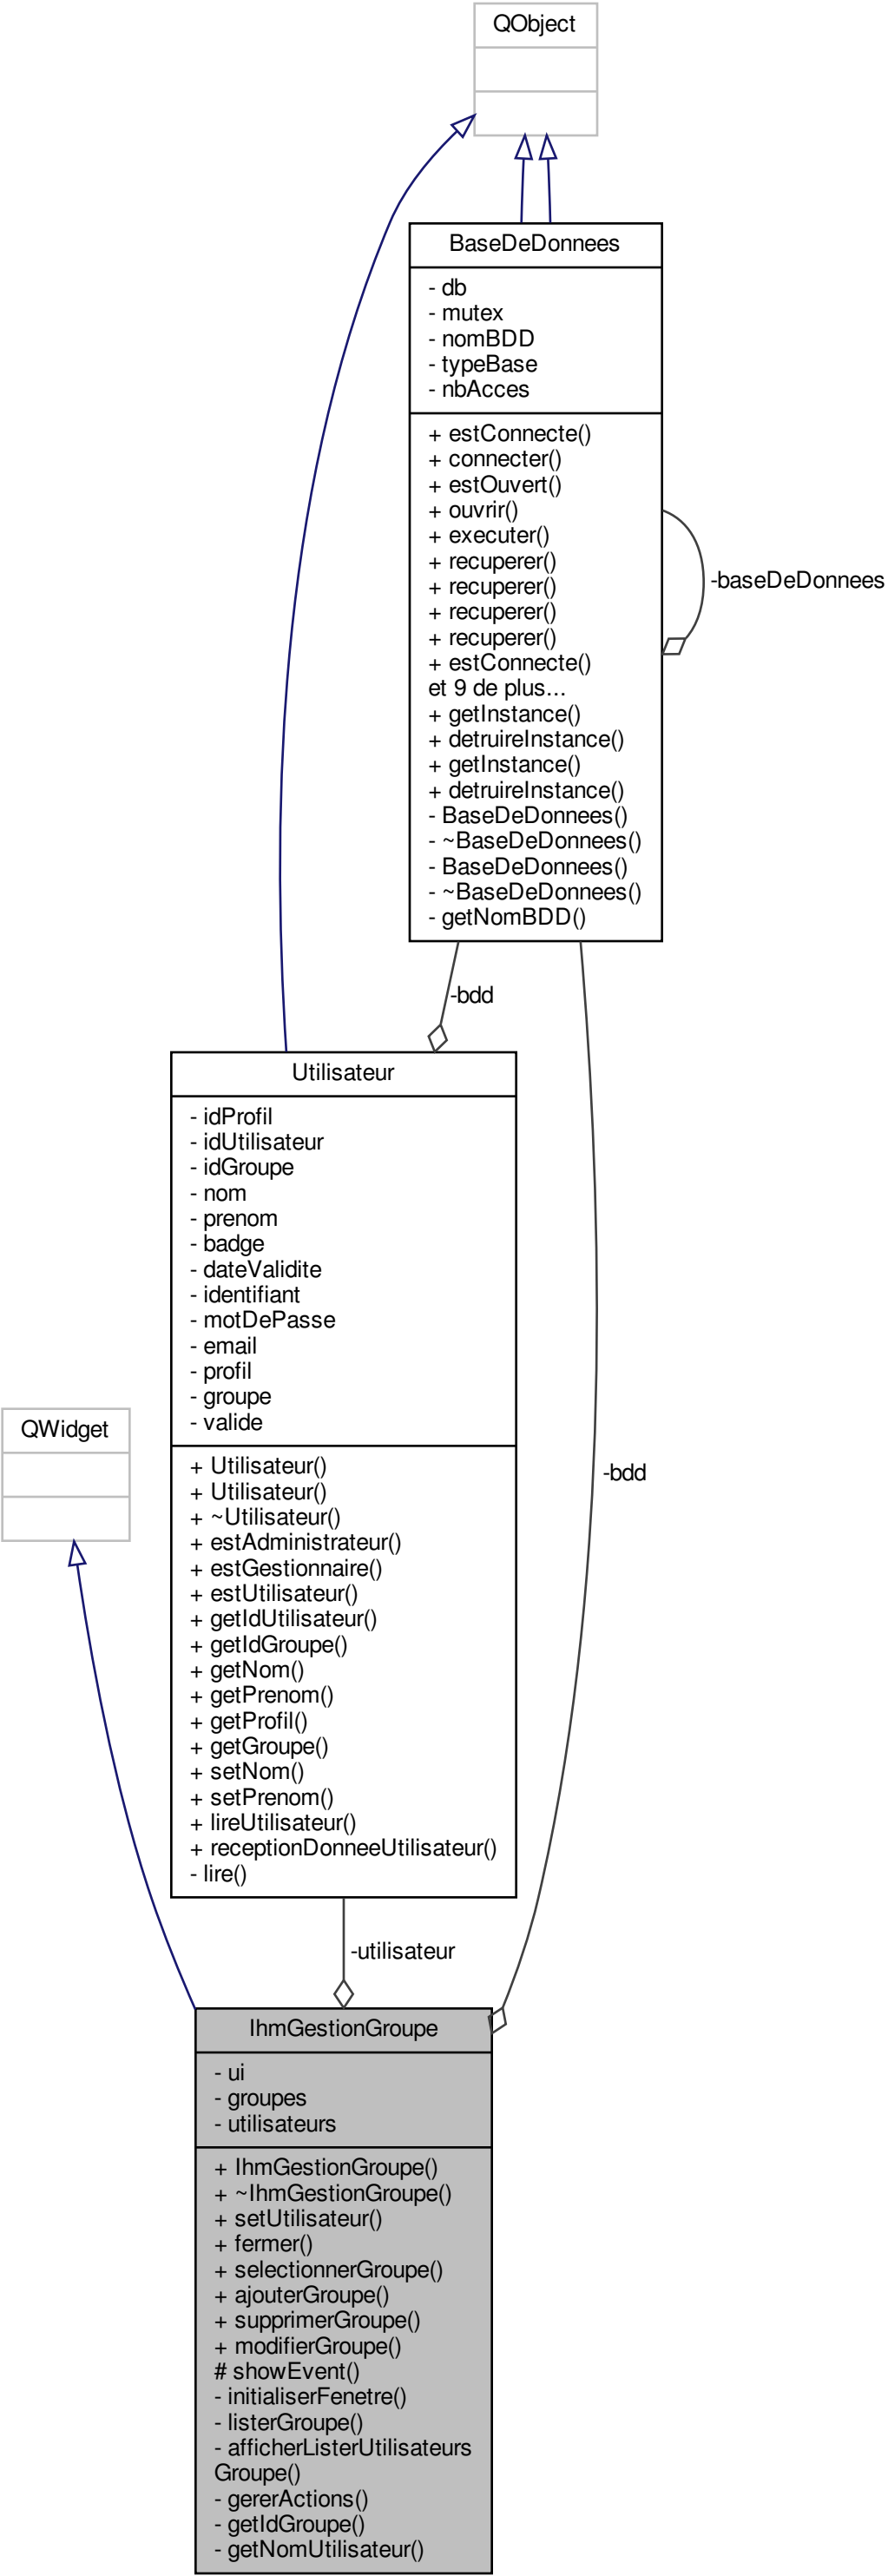 QObject
BaseDeDonnees
- db
- mutex
- nomBDD
- typeBase
- nbAcces
+ estConnecte()
+ connecter()
+ estOuvert()
+ ouvrir()
+ executer()
+ recuperer()
+ recuperer()
+ recuperer()
+ recuperer()
+ estConnecte()
et 9 de plus...
+ getInstance()
+ detruireInstance()
+ getInstance()
+ detruireInstance()
- BaseDeDonnees()
- ~BaseDeDonnees()
- BaseDeDonnees()
- ~BaseDeDonnees()
- getNomBDD()
-baseDeDonnees
-bdd
Utilisateur
- idProfil
- idUtilisateur
- idGroupe
- nom
- prenom
- badge
- dateValidite
- identifiant
- motDePasse
- email
- profil
- groupe
- valide
+ Utilisateur()
+ Utilisateur()
+ ~Utilisateur()
+ estAdministrateur()
+ estGestionnaire()
+ estUtilisateur()
+ getIdUtilisateur()
+ getIdGroupe()
+ getNom()
+ getPrenom()
+ getProfil()
+ getGroupe()
+ setNom()
+ setPrenom()
+ lireUtilisateur()
+ receptionDonneeUtilisateur()
- lire()
QWidget
-bdd
-utilisateur
IhmGestionGroupe
- ui
- groupes
- utilisateurs
+ IhmGestionGroupe()
+ ~IhmGestionGroupe()
+ setUtilisateur()
+ fermer()
+ selectionnerGroupe()
+ ajouterGroupe()
+ supprimerGroupe()
+ modifierGroupe()
# showEvent()
- initialiserFenetre()
- listerGroupe()
- afficherListerUtilisateurs
Groupe()
- gererActions()
- getIdGroupe()
- getNomUtilisateur()